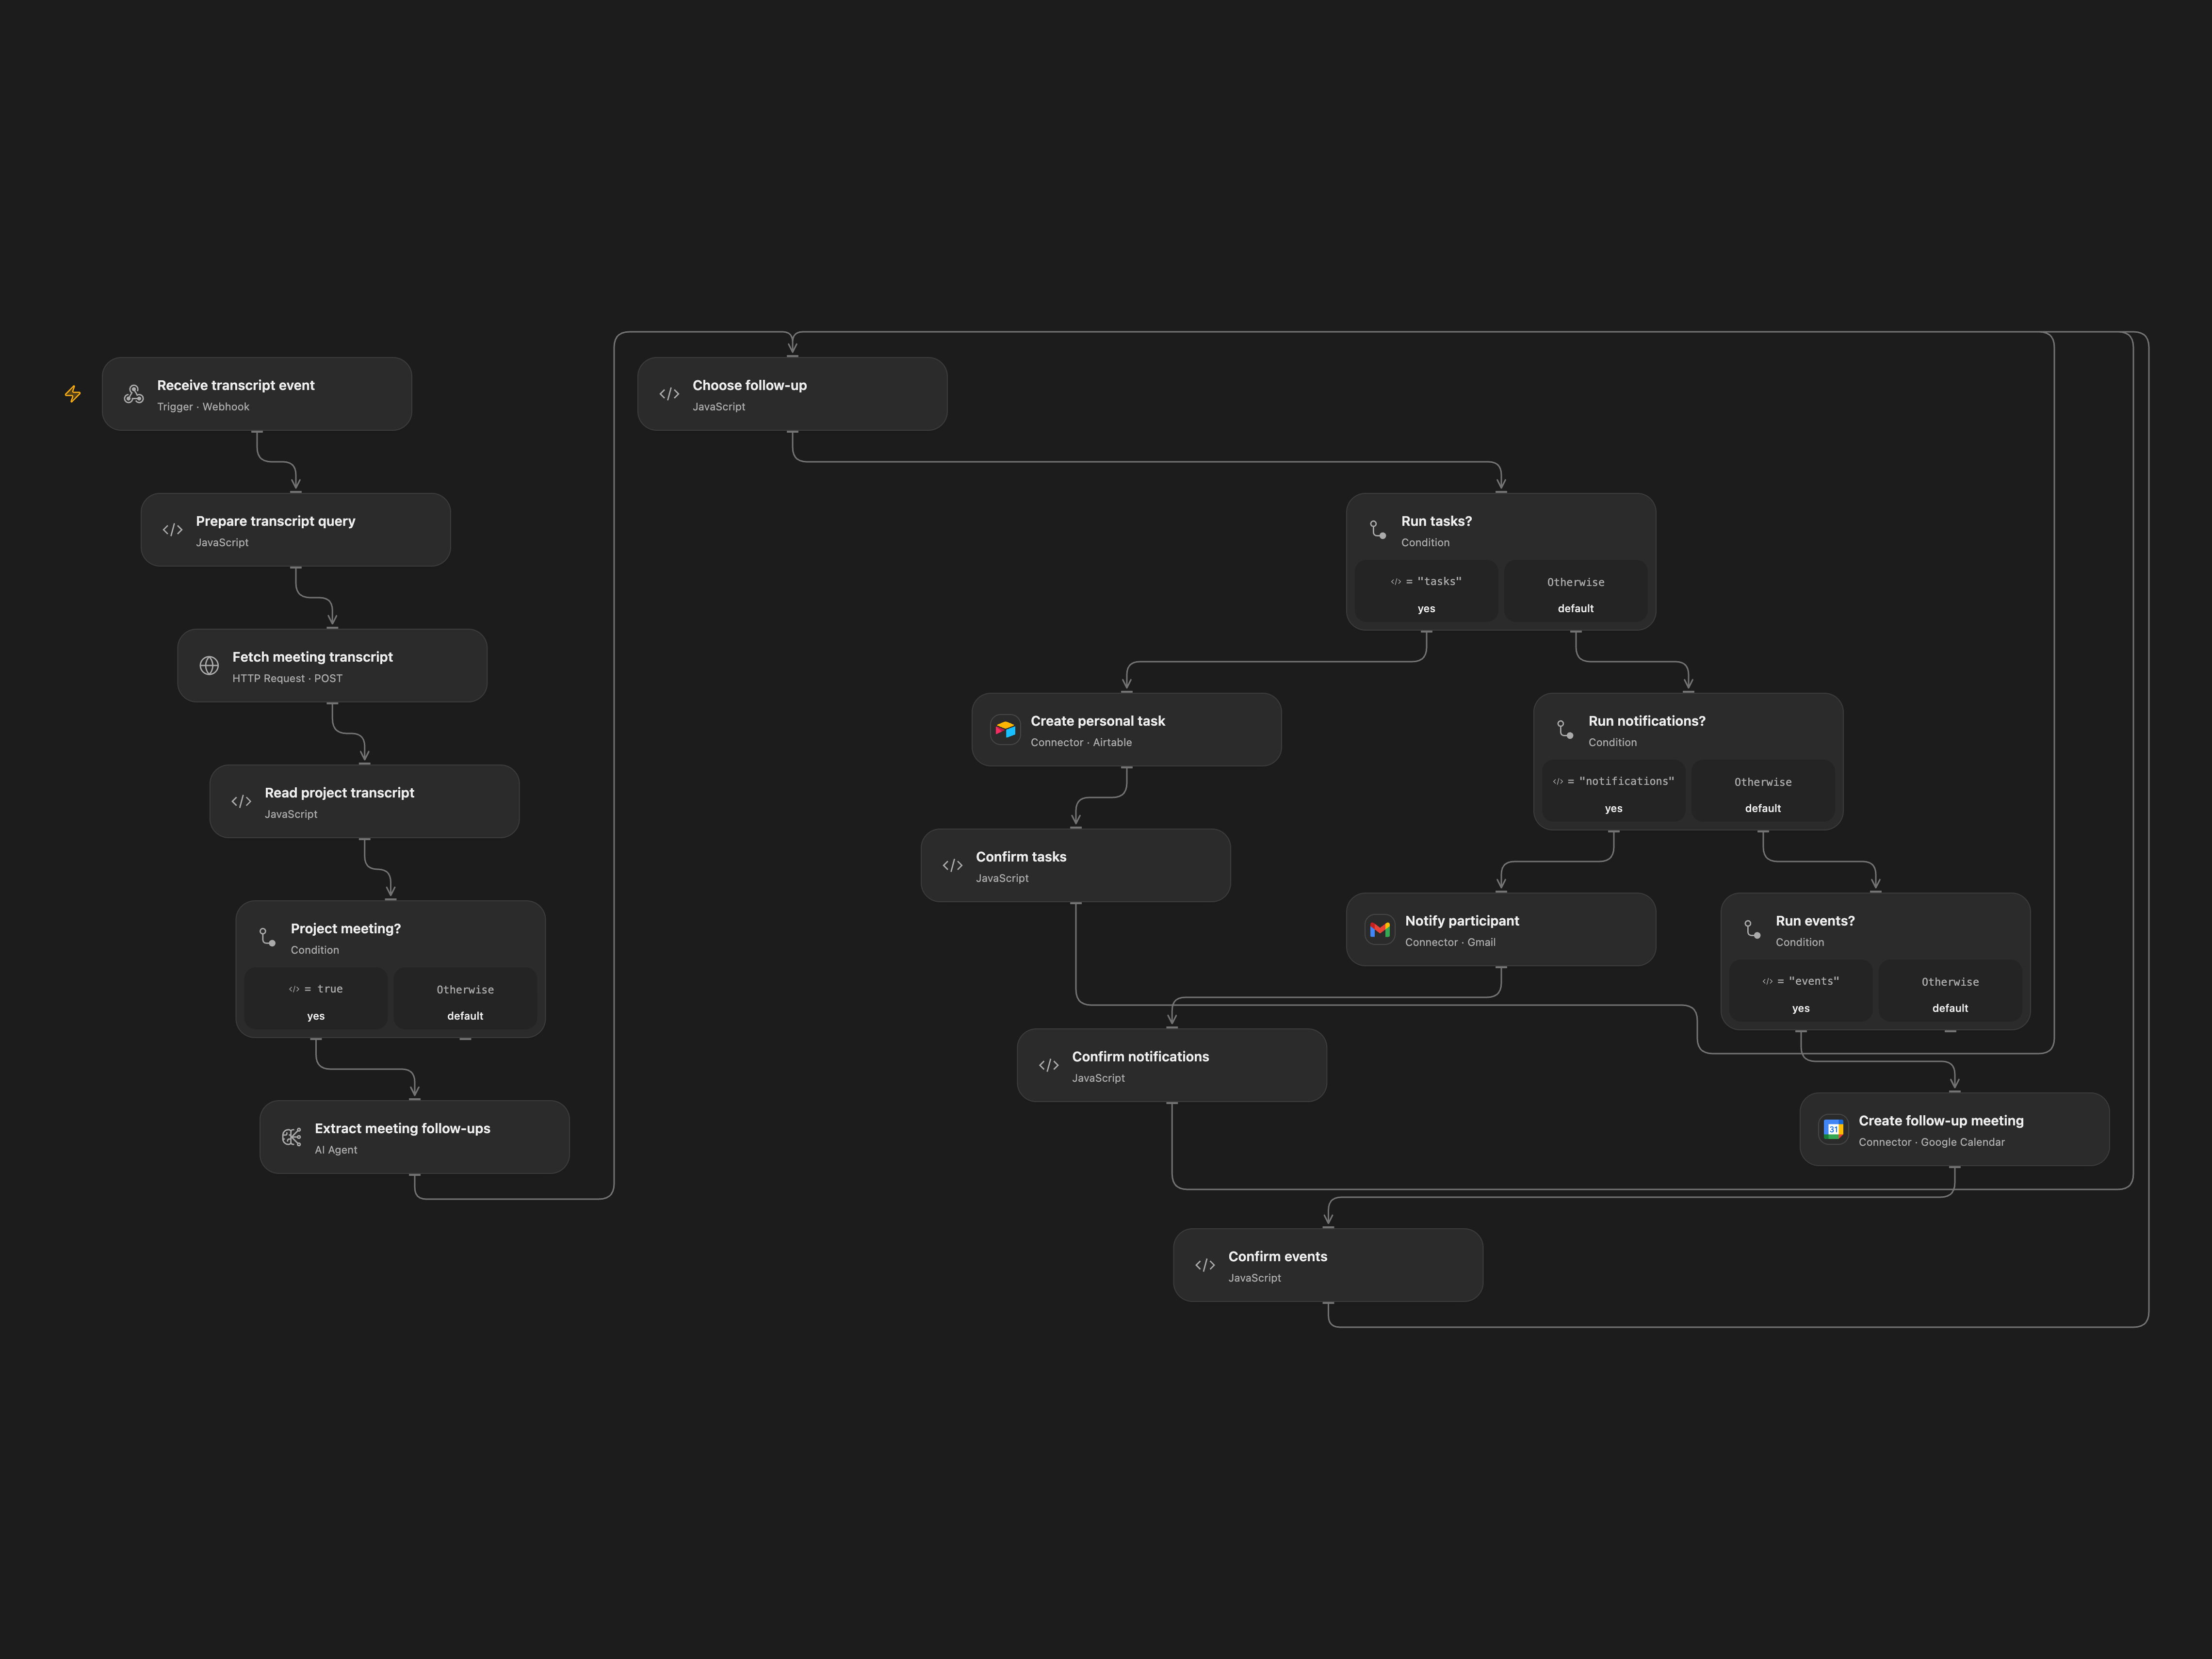 Receive transcript event
Trigger · Webhook
Prepare transcript query
JavaScript
Fetch meeting transcript
HTTP Request · POST
Read project transcript
JavaScript
Project meeting?
Condition
</> = true
yes
Otherwise
default
Extract meeting follow-ups
AI Agent
Choose follow-up
JavaScript
Run tasks?
Condition
</> = "tasks"
yes
Otherwise
default
Create personal task
Connector · Airtable
Confirm tasks
JavaScript
Run notifications?
Condition
</> = "notifications"
yes
Otherwise
default
Notify participant
Connector · Gmail
Confirm notifications
JavaScript
Run events?
Condition
</> = "events"
yes
Otherwise
default
31
Create follow-up meeting
Connector · Google Calendar
Confirm events
JavaScript